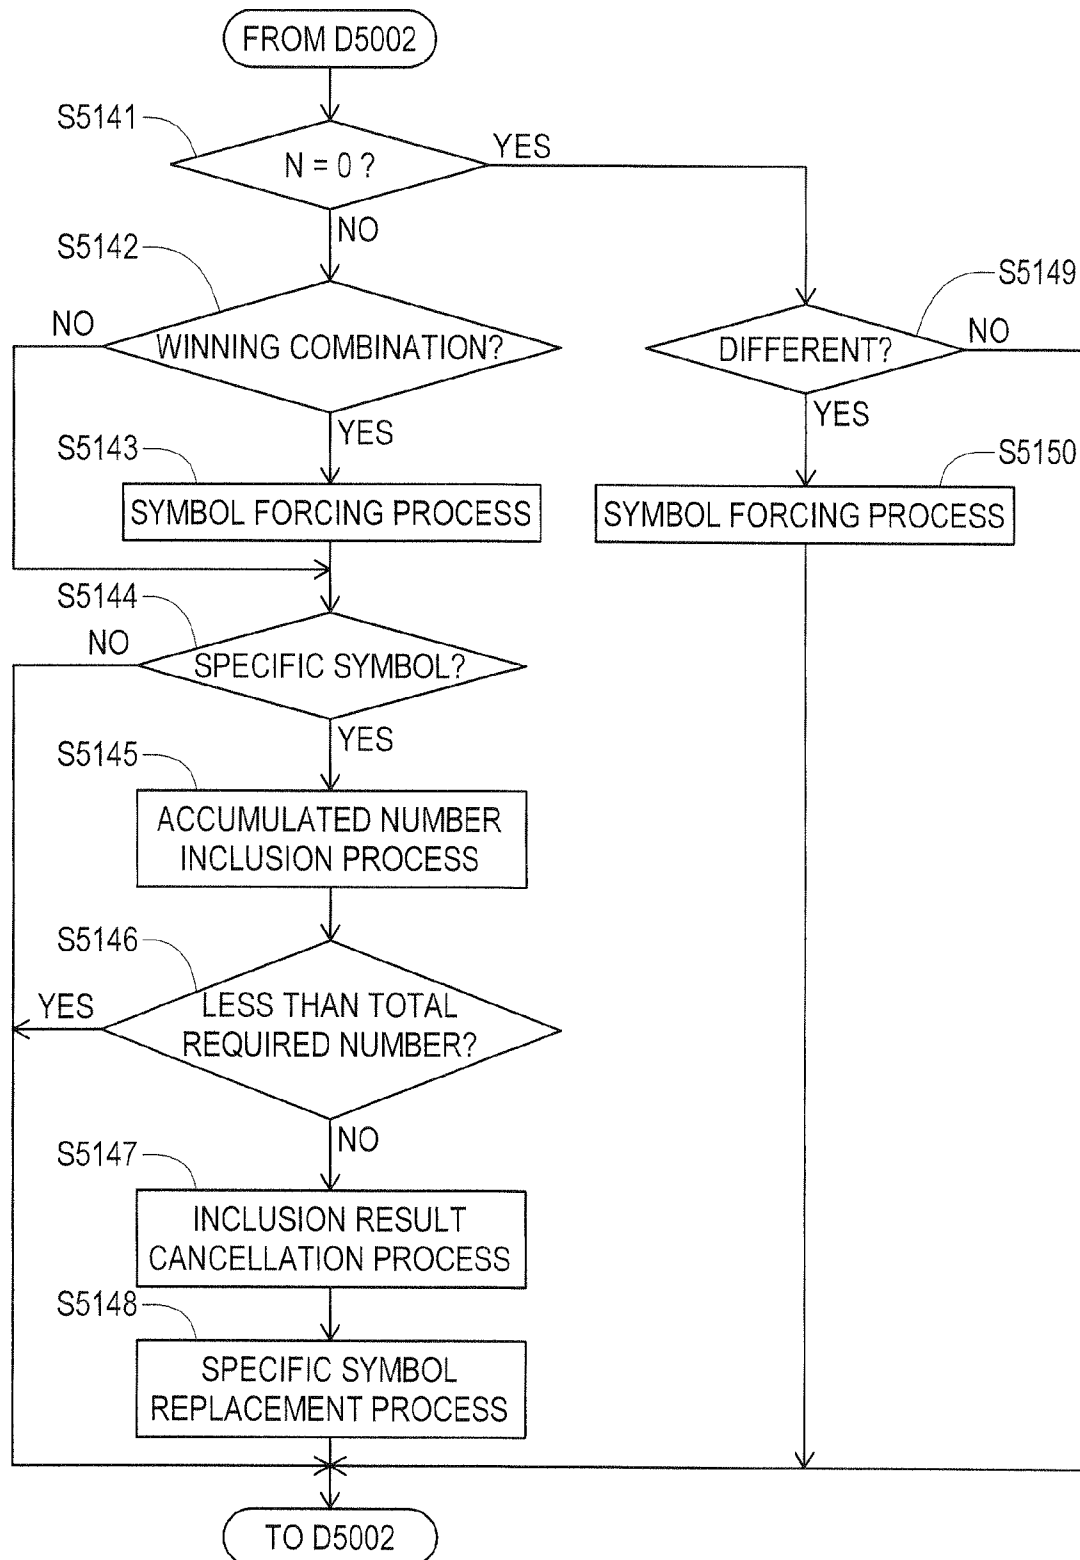 FROM D5002
S5141
N = 0 ?
YES
NO
S5142
S5149
NO
WINNING COMBINATION?
DIFFERENT?
NO
YES
YES
S5143
S5150
SYMBOL FORCING PROCESS
SYMBOL FORCING PROCESS
S5144
NO
SPECIFIC SYMBOL?
YES
S5145
ACCUMULATED NUMBER
INCLUSION PROCESS
S5146
YES
LESS THAN TOTAL
REQUIRED NUMBER?
NO
S5147
INCLUSION RESULT
CANCELLATION PROCESS
S5148
SPECIFIC SYMBOL
REPLACEMENT PROCESS
TO D5002